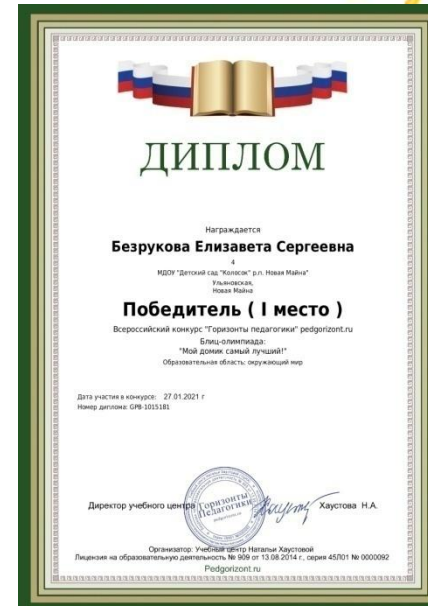 ДИПЛОМ
Награждается
Безрукова Елизавета Сергеевна
4
МДОУ "Детский сад "Колосок" р.п. Новая Майна"
Ульяновская,
Новая Майна
Победитель ( I место )
Всероссийский конкурс "Горизонты педагогики" pedgorizont.ru
Блиц-олимпиада:
"Мой домик самый лучший!"
Образовательная область: окружающий мир
Дата участия в конкурсе: 27.01.2021 г
Номер диплома: GPB-1015181
Горизонты
Педагогики
Директор учебного центра Хаустова Н.А.
Организатор: Учебный центр Натальи Хаустовой
Лицензия на образовательную деятельность № 909 от 13.08.2014 г., серия 45Л01 № 0000092
Pedgorizont.ru